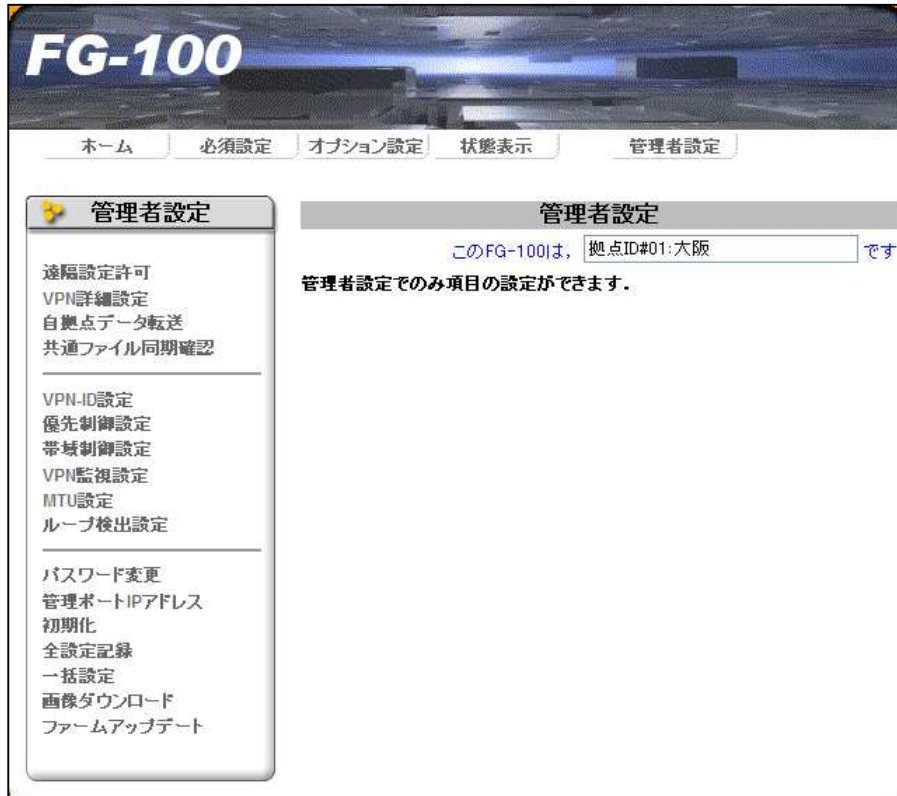 FG-100
ホーム 必須設定 オプション設定 状態表示 管理者設定
管理者設定
遠隔設定許可
VPN詳細設定
自拠点データ転送
共通ファイル同期確認
VPN-ID設定
優先制御設定
帯域制御設定
VPN監視設定
MTU設定
ループ検出設定
パスワード変更
管理ポートIPアドレス
初期化
全設定記録
一括設定
画像ダウンロード
ファームアップデート
管理者設定
このFG-100は, 拠点ID#01:大阪 です
管理者設定でのみ項目の設定ができます.